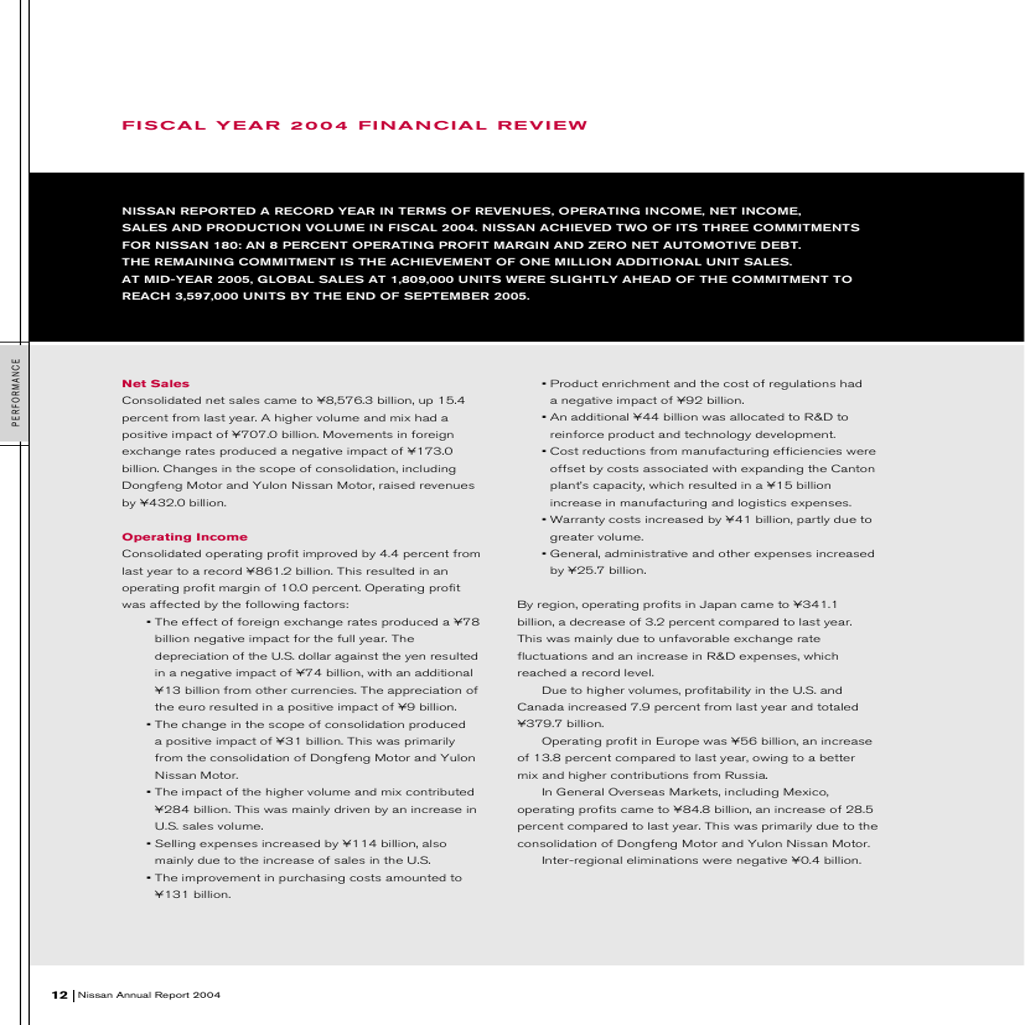 FISCAL YEAR 2004 FINANCIAL REVIEW
NISSAN REPORTED A RECORD YEAR IN TERMS OF REVENUES, OPERATING INCOME, NET INCOME,
SALES AND PRODUCTION VOLUME IN FISCAL 2004. NISSAN ACHIEVED TWO OF ITS THREE COMMITMENTS
FOR NISSAN 180: AN 8 PERCENT OPERATING PROFIT MARGIN AND ZERO NET AUTOMOTIVE DEBT.
THE REMAINING COMMITMENT IS THE ACHIEVEMENT OF ONE MILLION ADDITIONAL UNIT SALES.
AT MID-YEAR 2005, GLOBAL SALES AT 1,809,000 UNITS WERE SLIGHTLY AHEAD OF THE COMMITMENT TO
REACH 3,597,000 UNITS BY THE END OF SEPTEMBER 2005.
PERFORMANCE
Net Sales
Consolidated net sales came to ¥8,576.3 billion, up 15.4
percent from last year. A higher volume and mix had a
positive impact of ¥707.0 billion. Movements in foreign
exchange rates produced a negative impact of ¥173.0
billion. Changes in the scope of consolidation, including
Dongfeng Motor and Yulon Nissan Motor, raised revenues
by ¥432.0 billion.
Operating Income
Consolidated operating profit improved by 4.4 percent from
last year to a record ¥861.2 billion. This resulted in an
operating profit margin of 10.0 percent. Operating profit
was affected by the following factors:
• The effect of foreign exchange rates produced a ¥78
billion negative impact for the full year. The
depreciation of the U.S. dollar against the yen resulted
in a negative impact of ¥74 billion, with an additional
¥13 billion from other currencies. The appreciation of
the euro resulted in a positive impact of ¥9 billion.
• The change in the scope of consolidation produced
a positive impact of ¥31 billion. This was primarily
from the consolidation of Dongfeng Motor and Yulon
Nissan Motor.
• The impact of the higher volume and mix contributed
¥284 billion. This was mainly driven by an increase in
U.S. sales volume.
• Selling expenses increased by ¥114 billion, also
mainly due to the increase of sales in the U.S.
• The improvement in purchasing costs amounted to
¥131 billion.
• Product enrichment and the cost of regulations had
a negative impact of ¥92 billion.
• An additional ¥44 billion was allocated to R&D to
reinforce product and technology development.
• Cost reductions from manufacturing efficiencies were
offset by costs associated with expanding the Canton
plant's capacity, which resulted in a ¥15 billion
increase in manufacturing and logistics expenses.
• Warranty costs increased by ¥41 billion, partly due to
greater volume.
• General, administrative and other expenses increased
by ¥25.7 billion.
By region, operating profits in Japan came to ¥341.1
billion, a decrease of 3.2 percent compared to last year.
This was mainly due to unfavorable exchange rate
fluctuations and an increase in R&D expenses, which
reached a record level.
Due to higher volumes, profitability in the U.S. and
Canada increased 7.9 percent from last year and totaled
¥379.7 billion.
Operating profit in Europe was ¥56 billion, an increase
of 13.8 percent compared to last year, owing to a better
mix and higher contributions from Russia.
In General Overseas Markets, including Mexico,
operating profits came to ¥84.8 billion, an increase of 28.5
percent compared to last year. This was primarily due to the
consolidation of Dongfeng Motor and Yulon Nissan Motor.
Inter-regional eliminations were negative ¥0.4 billion.
12 | Nissan Annual Report 2004